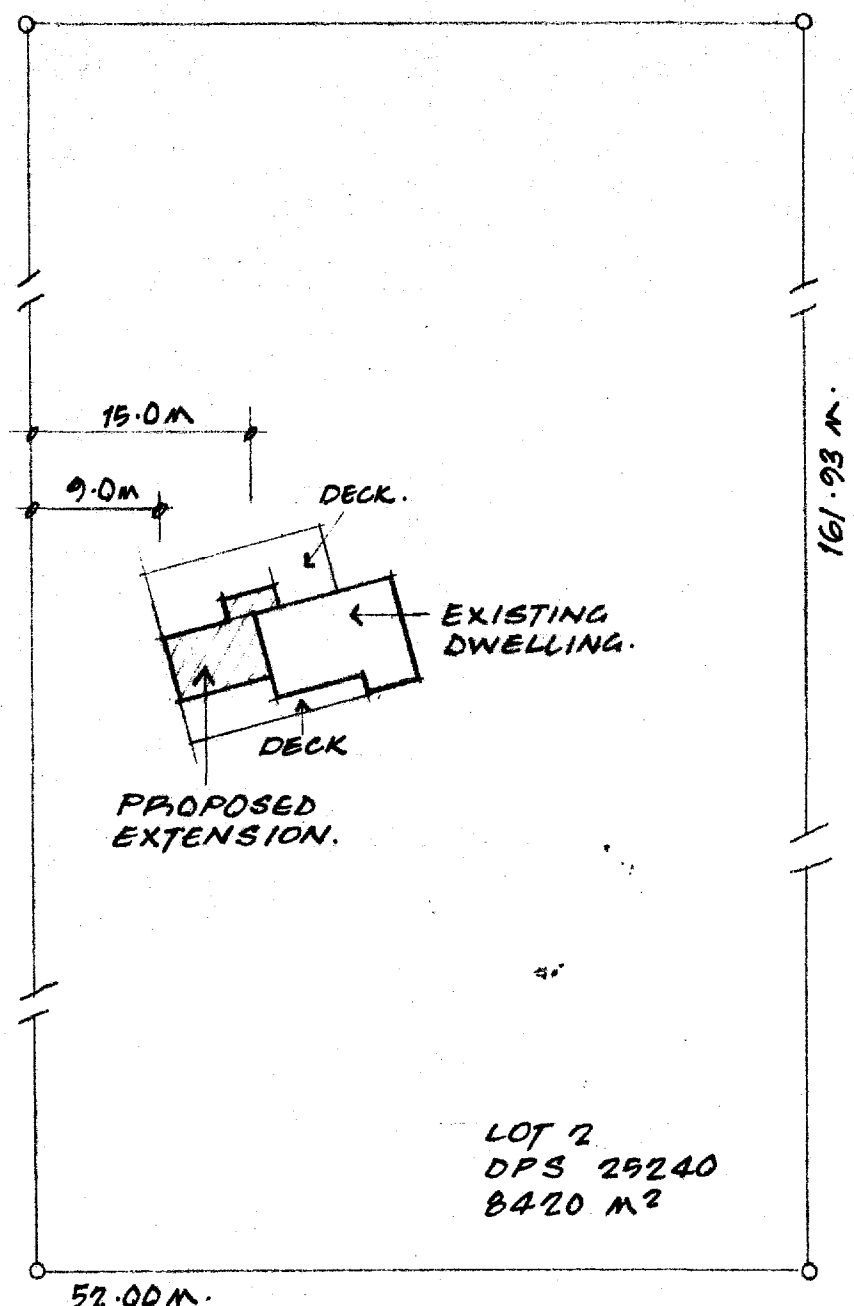 15.0M
9.0M
DECK.
161.93 M.
EXISTING
DWELLING.
DECK
PROPOSED
EXTENSION.
LOT 2
DPS 25240
8420 M²
52.00M.